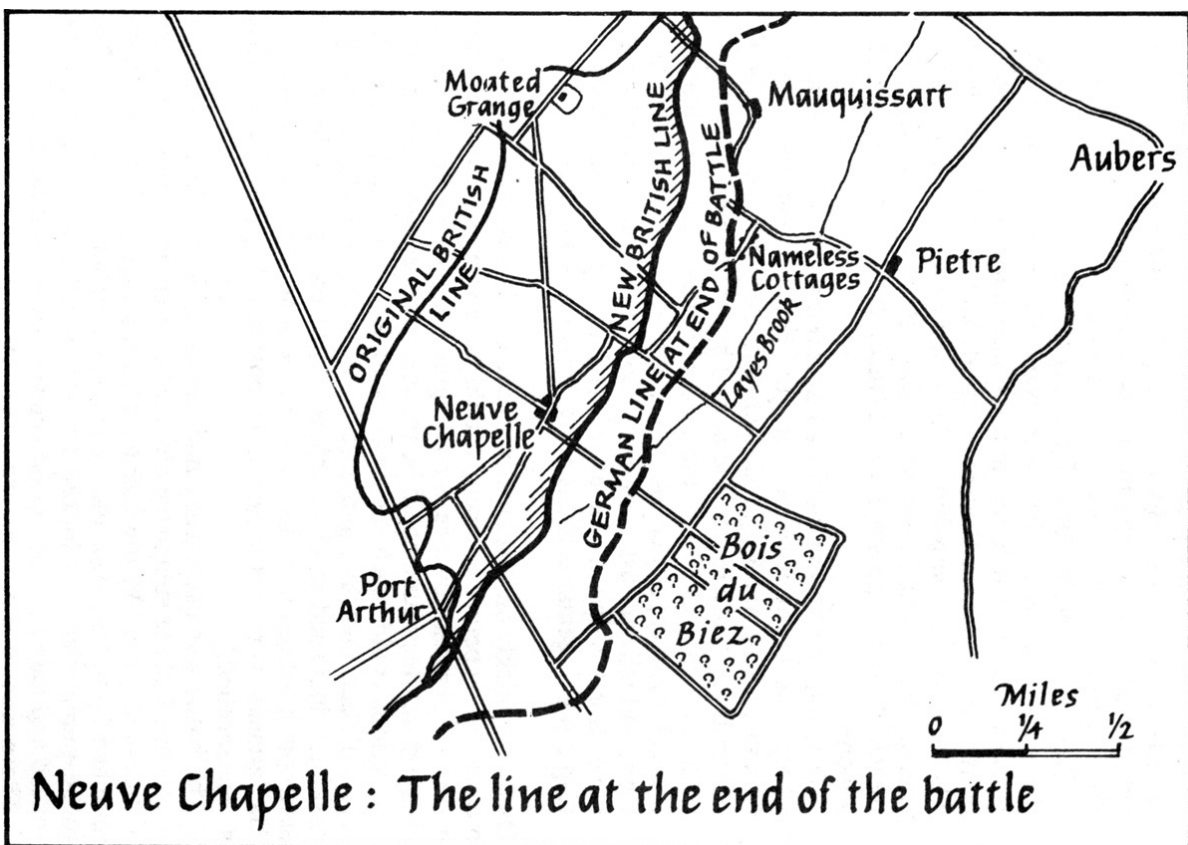 Moated
Grange
Mauquissart
Aubers
ORIGINAL BRITISH
LINE
NEW BRITISH LINE
GERMAN LINE AT END OF BATTLE
Nameless
Cottages
Pietre
Layes Brook
Neuve
Chapelle
Bois
du
Biez
Port
Arthur
Miles
0 1/4 1/2
Neuve Chapelle : The line at the end of the battle